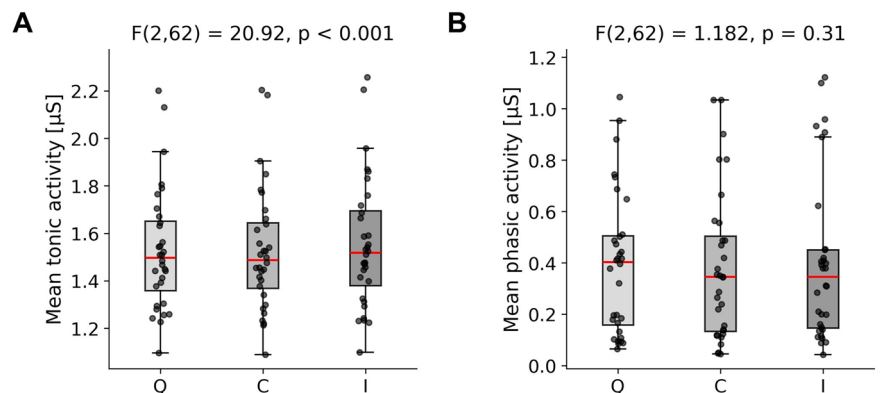 A
F(2,62) = 20.92, p < 0.001
Mean tonic activity [µS]
2.2
2.0
1.8
1.6
1.4
1.2
Q
C
I
B
F(2,62) = 1.182, p = 0.31
Mean phasic activity [µS]
1.2
1.0
0.8
0.6
0.4
0.2
0.0
Q
C
I